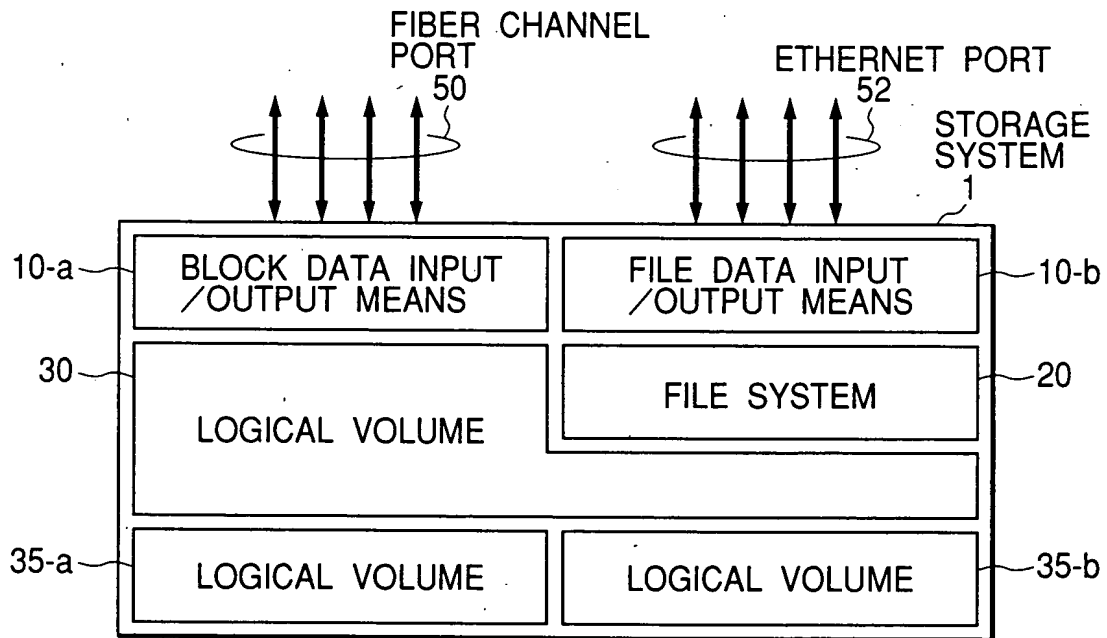 FIBER CHANNEL
PORT
50
ETHERNET PORT
52
STORAGE
SYSTEM
1
10-a
BLOCK DATA INPUT
/OUTPUT MEANS
FILE DATA INPUT
/OUTPUT MEANS
10-b
30
LOGICAL VOLUME
FILE SYSTEM
20
35-a
LOGICAL VOLUME
LOGICAL VOLUME
35-b